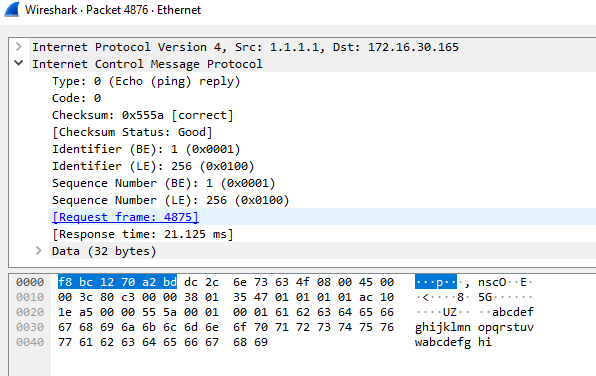 Wireshark · Packet 4876 · Ethernet
Internet Protocol Version 4, Src: 1.1.1.1, Dst: 172.16.30.165
Internet Control Message Protocol
Type: 0 (Echo (ping) reply)
Code: 0
Checksum: 0x555a [correct]
[Checksum Status: Good]
Identifier (BE): 1 (0x0001)
Identifier (LE): 256 (0x0100)
Sequence Number (BE): 1 (0x0001)
Sequence Number (LE): 256 (0x0100)
[Request frame: 4875]
[Response time: 21.125 ms]
Data (32 bytes)
0000 f8 bc 12 70 a2 bd dc 2c 6e 73 63 4f 08 00 45 00 ···p··, nscO··E·
0010 00 3c 80 c3 00 00 38 01 35 47 01 01 01 01 ac 10 ·<····8· 5G······
0020 1e a5 00 00 55 5a 00 01 00 01 61 62 63 64 65 66 ····UZ·· ··abcdef
0030 67 68 69 6a 6b 6c 6d 6e 6f 70 71 72 73 74 75 76 ghijklmn opqrstuv
0040 77 61 62 63 64 65 66 67 68 69 wabcdefg hi